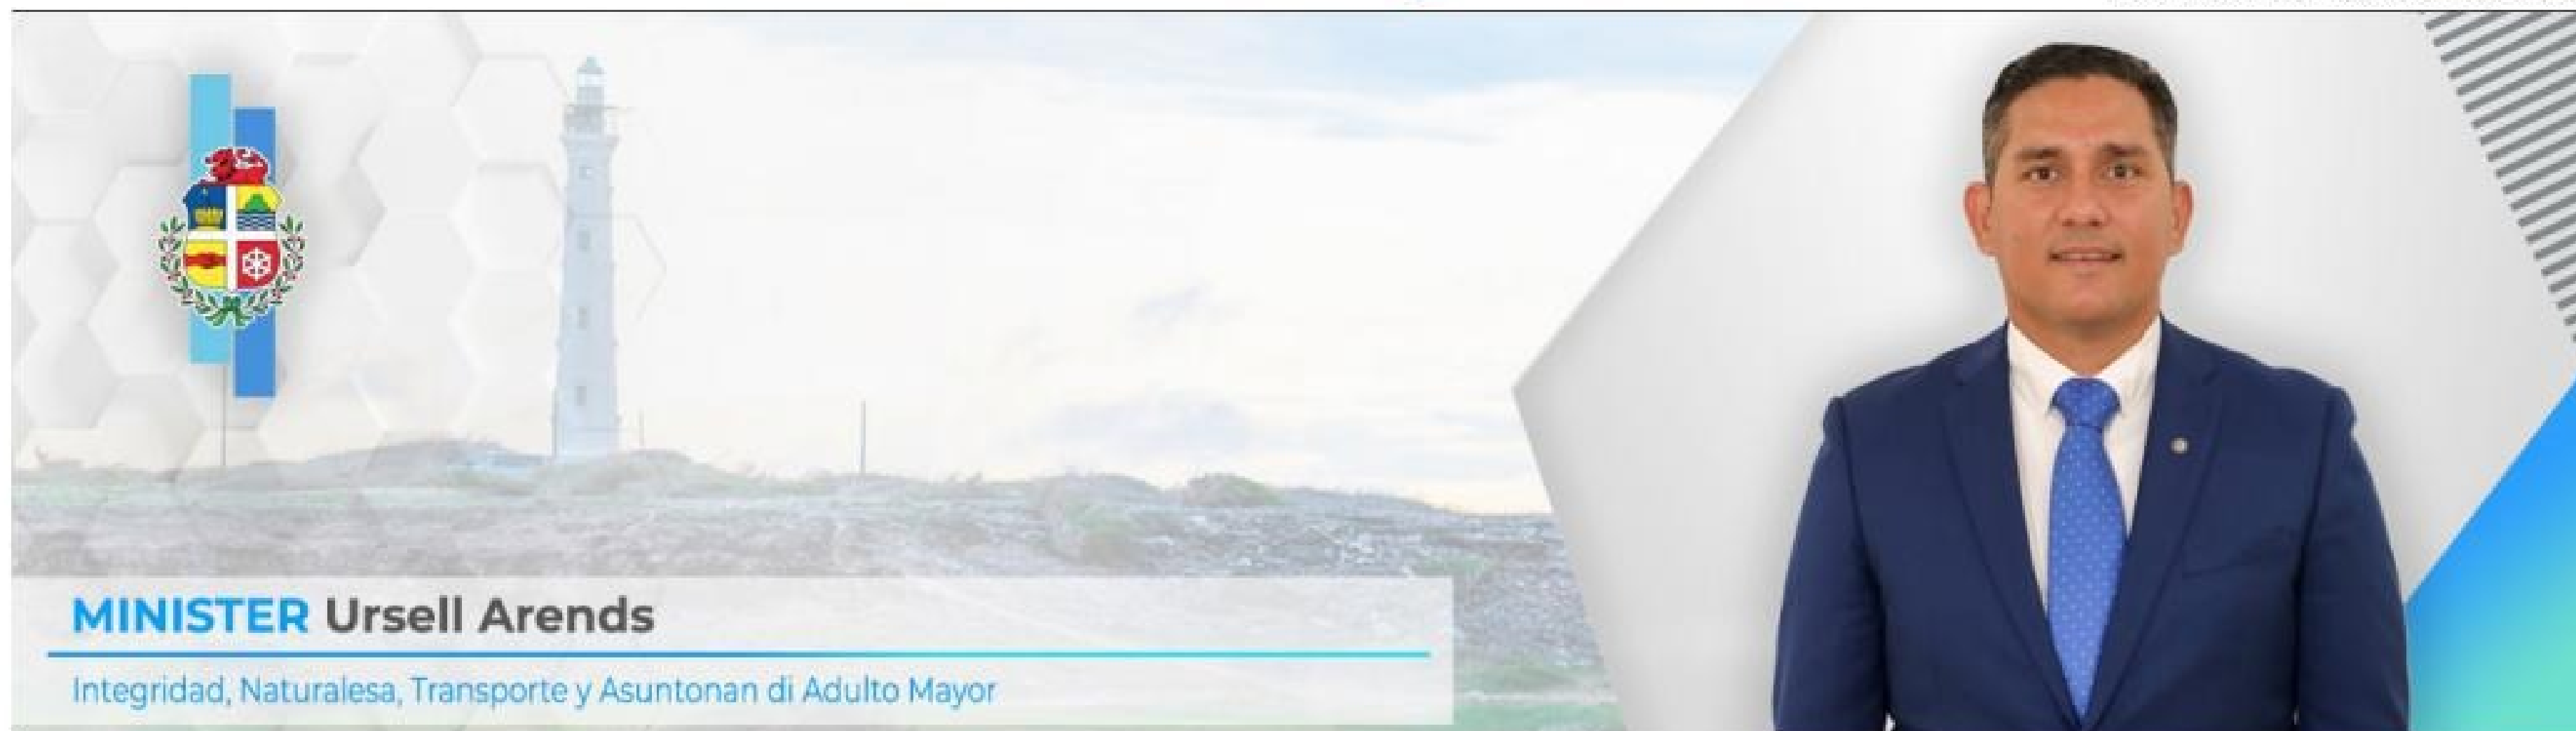 MINISTER Ursell Arends
Integridad, Naturalesa, Transporte y Asuntonan di Adulto Mayor